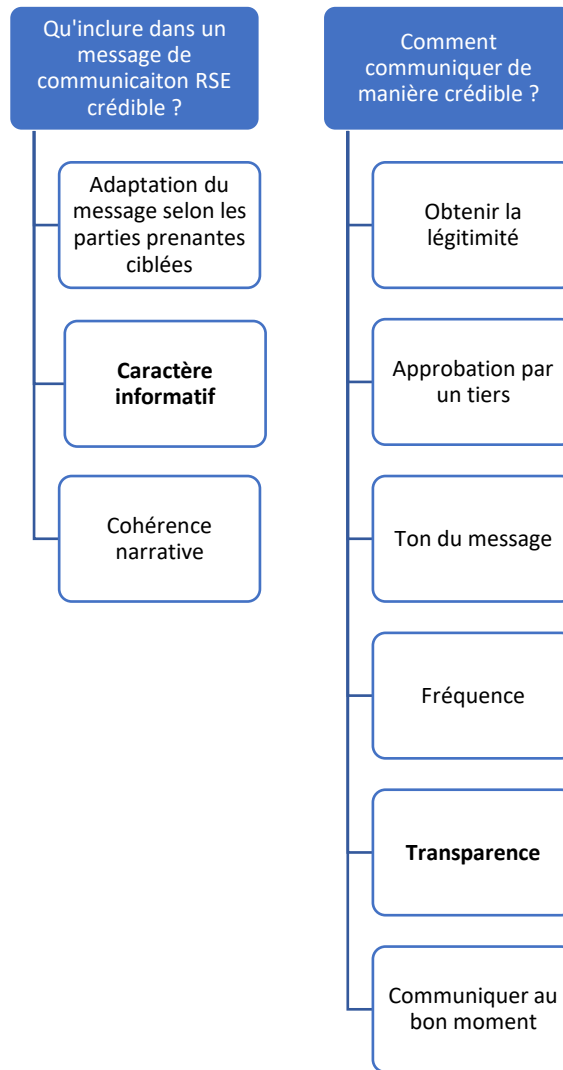 Qu'inclure dans un
message de
communicaiton RSE
crédible ?
Adaptation du
message selon les
parties prenantes
ciblées
Caractère
informatif
Cohérence
narrative
Comment
communiquer de
manière crédible ?
Obtenir la
légitimité
Approbation par
un tiers
Ton du message
Fréquence
Transparence
Communiquer au
bon moment